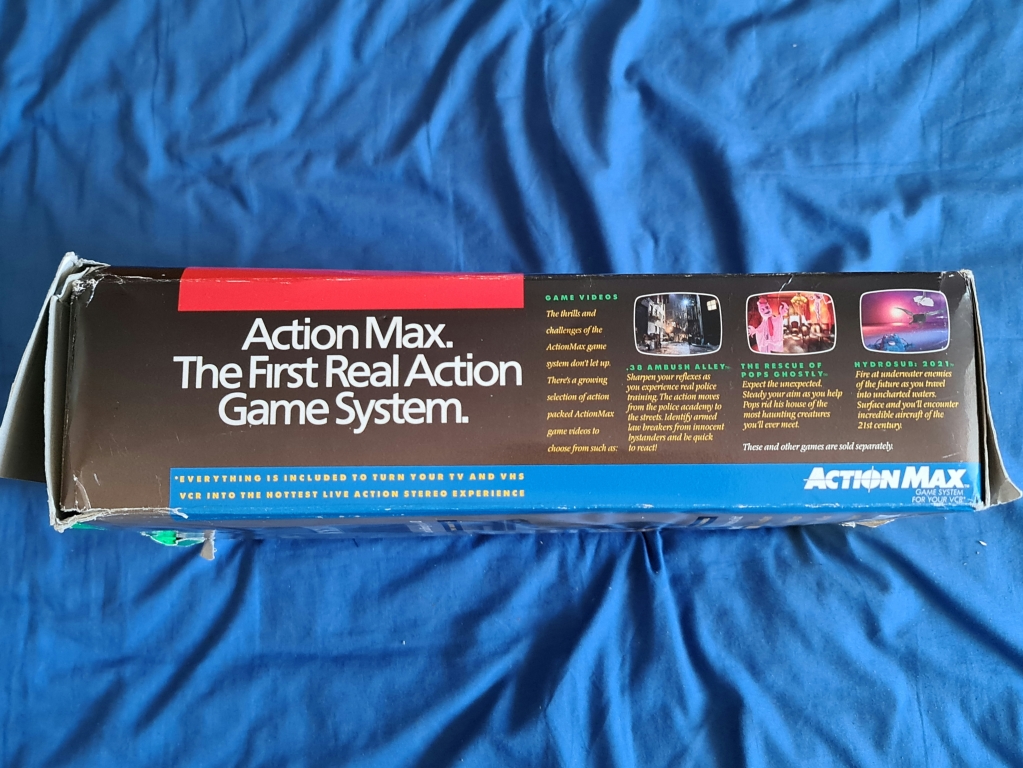 Action Max.
The First Real Action
Game System.
*EVERYTHING IS INCLUDED TO TURN YOUR TV AND VHS
VCR INTO THE HOTTEST LIVE ACTION STEREO EXPERIENCE
GAME VIDEOS
The thrills and
challenges of the
ActionMax game
system don't let up.
There's a growing
selection of action
packed ActionMax
game videos to
choose from such as:
.38 AMBUSH ALLEY™
Sharpen your reflexes as
you experience real police
training. The action moves
from the police academy to
the streets. Identify armed
law breakers from innocent
bystanders and be quick
to react!
THE RESCUE OF
POPS GHOSTLY™
Expect the unexpected.
Steady your aim as you help
Pops rid his house of the
most haunting creatures
you'll ever meet.
HYDROSUB: 2021™
Fire at underwater enemies
of the future as you travel
into uncharted waters.
Surface and you'll encounter
incredible aircraft of the
21st century.
These and other games are sold separately.
ACTION MAX™
GAME SYSTEM
FOR YOUR VCR